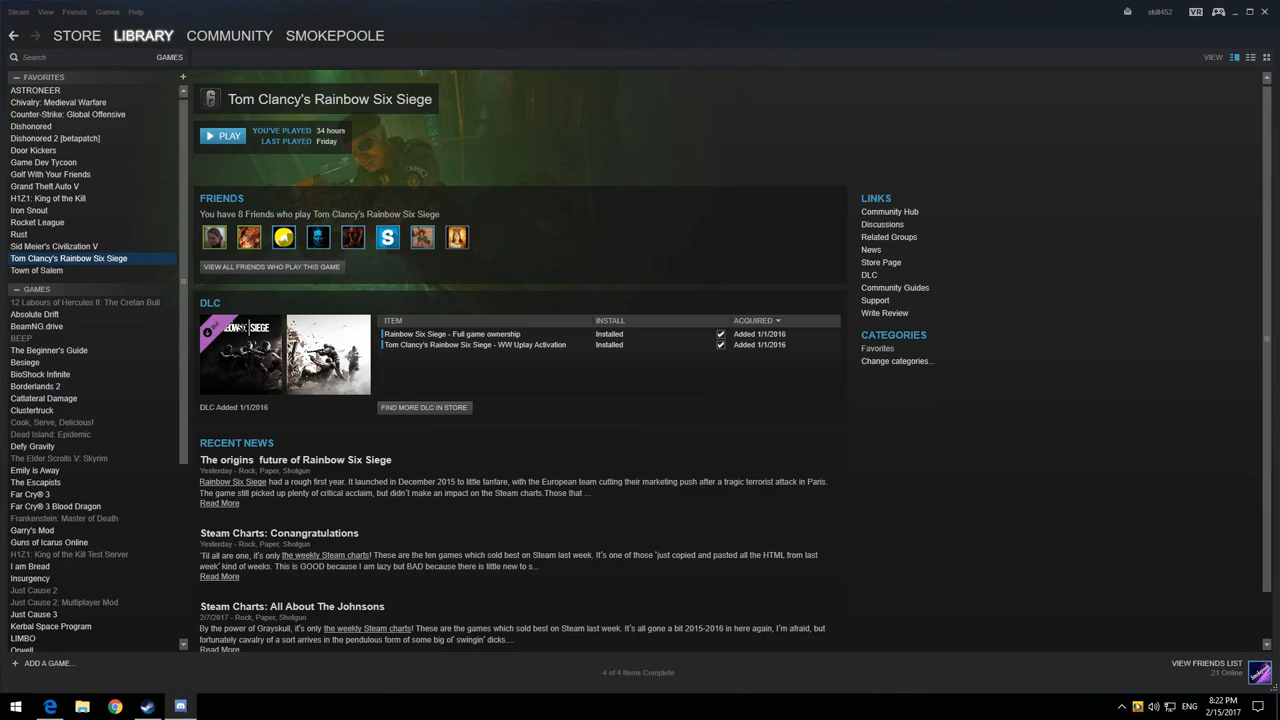 Steam View Friends Games Help
skill452 VR
STORE LIBRARY COMMUNITY SMOKEPOOLE
Search GAMES
VIEW
FAVORITES
ASTRONEER
Chivalry: Medieval Warfare
Counter-Strike: Global Offensive
Dishonored
Dishonored 2 [betapatch]
Door Kickers
Game Dev Tycoon
Golf With Your Friends
Grand Theft Auto V
H1Z1: King of the Kill
Iron Snout
Rocket League
Rust
Sid Meier's Civilization V
Tom Clancy's Rainbow Six Siege
Town of Salem
GAMES
12 Labours of Hercules II: The Cretan Bull
Absolute Drift
BeamNG.drive
BEEP
The Beginner's Guide
Besiege
BioShock Infinite
Borderlands 2
Catlateral Damage
Clustertruck
Cook, Serve, Delicious!
Dead Island: Epidemic
Defy Gravity
The Elder Scrolls V: Skyrim
Emily is Away
The Escapists
Far Cry® 3
Far Cry® 3 Blood Dragon
Frankenstein: Master of Death
Garry's Mod
Guns of Icarus Online
H1Z1: King of the Kill Test Server
I am Bread
Insurgency
Just Cause 2
Just Cause 2: Multiplayer Mod
Just Cause 3
Kerbal Space Program
LIMBO
Orwell
ADD A GAME...
Tom Clancy's Rainbow Six Siege
PLAY
YOU'VE PLAYED 34 hours
LAST PLAYED Friday
FRIENDS
You have 8 Friends who play Tom Clancy's Rainbow Six Siege
S
VIEW ALL FRIENDS WHO PLAY THIS GAME
DLC
DLC
SIEGE
ITEM INSTALL ACQUIRED
Rainbow Six Siege - Full game ownership Installed Added 1/1/2016
Tom Clancy's Rainbow Six Siege - WW Uplay Activation Installed Added 1/1/2016
DLC Added 1/1/2016
FIND MORE DLC IN STORE
RECENT NEWS
The origins future of Rainbow Six Siege
Yesterday - Rock, Paper, Shotgun
Rainbow Six Siege had a rough first year. It launched in December 2015 to little fanfare, with the European team cutting their marketing push after a tragic terrorist attack in Paris.
The game still picked up plenty of critical acclaim, but didn't make an impact on the Steam charts.Those that ...
Read More
Steam Charts: Conangratulations
Yesterday - Rock, Paper, Shotgun
'Til all are one, it's only the weekly Steam charts! These are the ten games which sold best on Steam last week. It's one of those 'just copied and pasted all the HTML from last
week' kind of weeks. This is GOOD because I am lazy but BAD because there is little new to s...
Read More
Steam Charts: All About The Johnsons
2/7/2017 - Rock, Paper, Shotgun
By the power of Grayskull, it's only the weekly Steam charts! These are the games which sold best on Steam last week. It's all gone a bit 2015-2016 in here again, I'm afraid, but
fortunately cavalry of a sort arrives in the pendulous form of some big ol' swingin' dicks....
Read More
LINKS
Community Hub
Discussions
Related Groups
News
Store Page
DLC
Community Guides
Support
Write Review
CATEGORIES
Favorites
Change categories...
4 of 4 Items Complete
VIEW FRIENDS LIST
21 Online
ENG
8:22 PM
2/15/2017